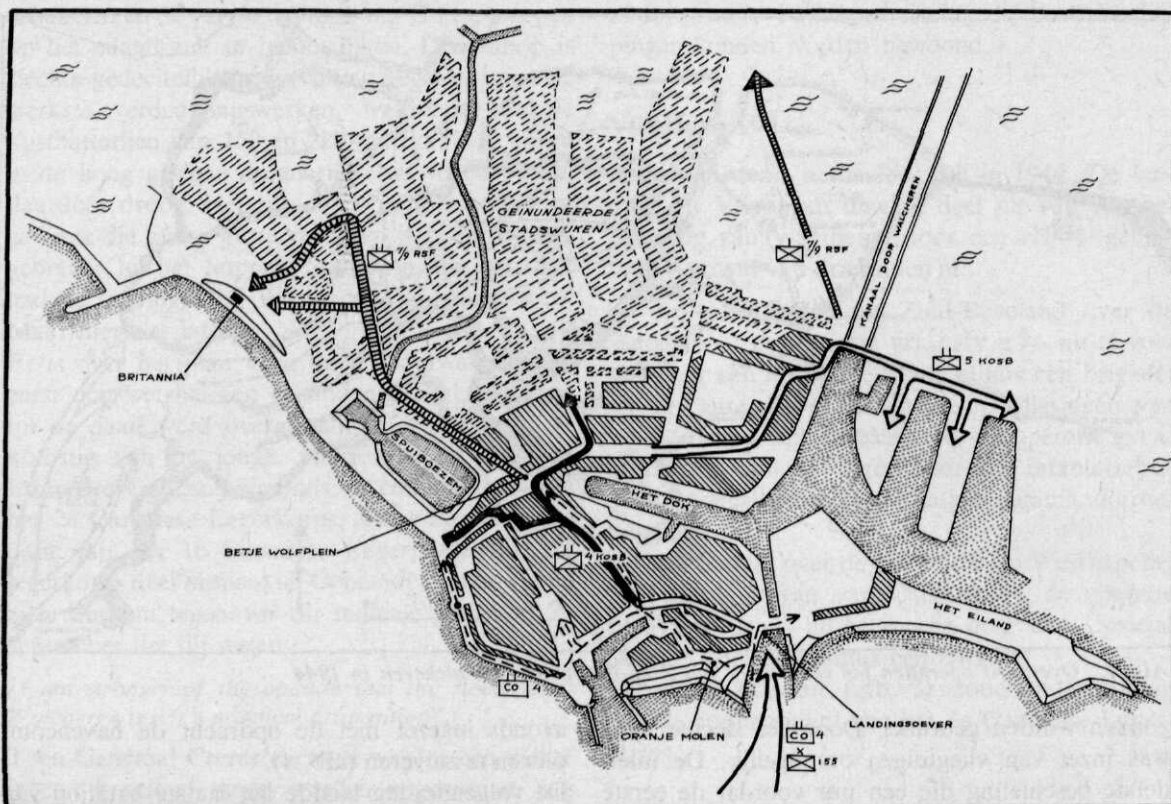 GEINUNDEERDE
STADSWIJKEN
7/9 RSF
7/9 RSF
KANAAL DOOR WALCHEREN
5 KOSB
BRITANNIA
SPUIBOEZEM
HET DOK
BETJE WOLFPLEIN
4 KOSB
HET EILAND
CO 4
ORANJE MOLEN
LANDINGSOEVER
CO 4
155